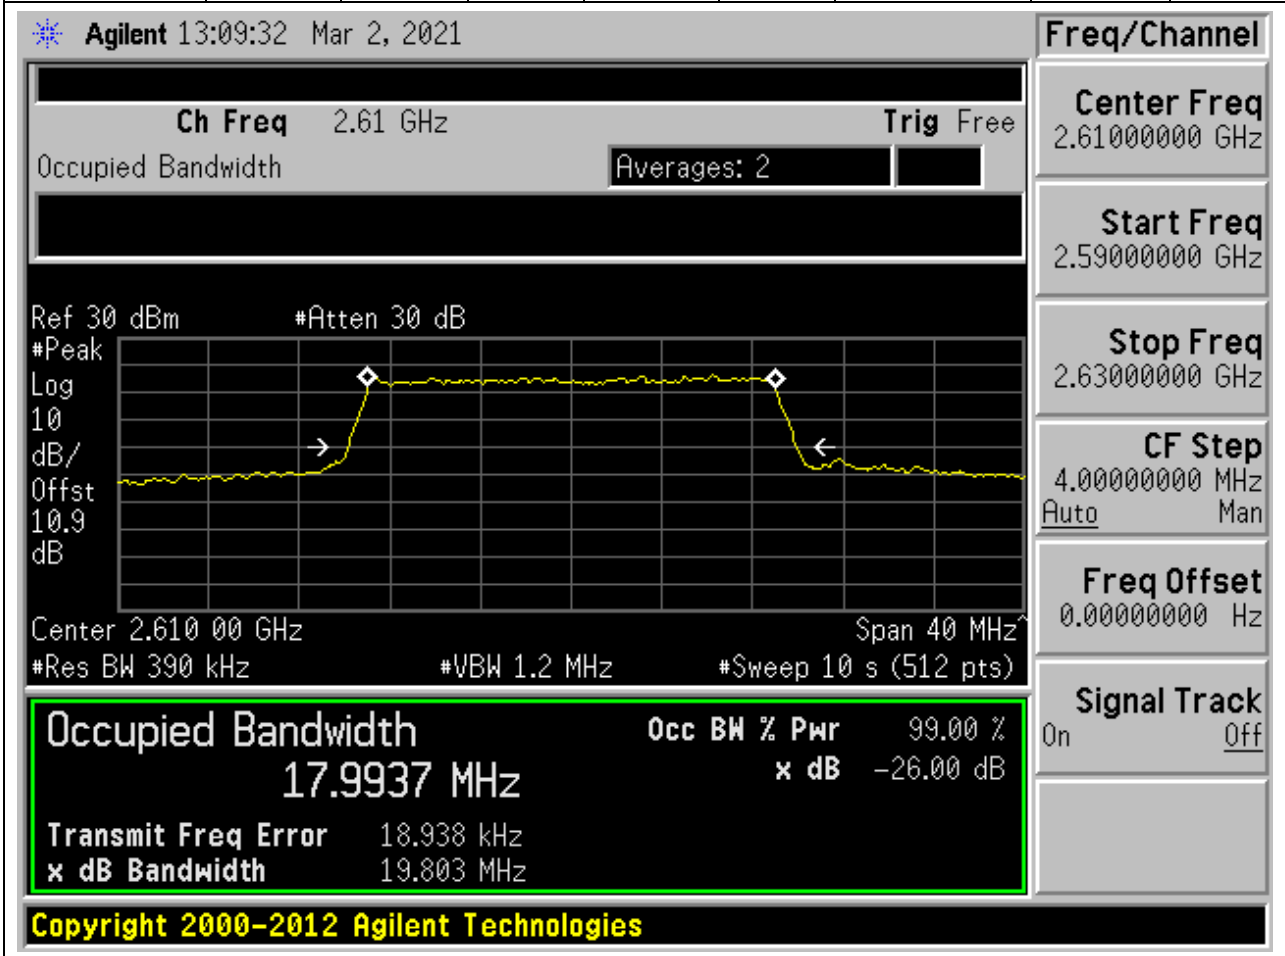 Agilent 13:09:32 Mar 2, 2021
Freq/Channel
Ch Freq 2.61 GHz Trig Free
Occupied Bandwidth Averages: 2
Center Freq
2.61000000 GHz
Start Freq
2.59000000 GHz
Stop Freq
2.63000000 GHz
CF Step
4.00000000 MHz
Auto Man
Freq Offset
0.00000000 Hz
Signal Track
On Off
Ref 30 dBm #Atten 30 dB
#Peak
Log
10
dB/
Offst
10.9
dB
Center 2.610 00 GHz Span 40 MHz^
#Res BW 390 kHz #VBW 1.2 MHz #Sweep 10 s (512 pts)
Occupied Bandwidth Occ BW % Pwr 99.00 %
17.9937 MHz x dB -26.00 dB
Transmit Freq Error 18.938 kHz
x dB Bandwidth 19.803 MHz
Copyright 2000-2012 Agilent Technologies